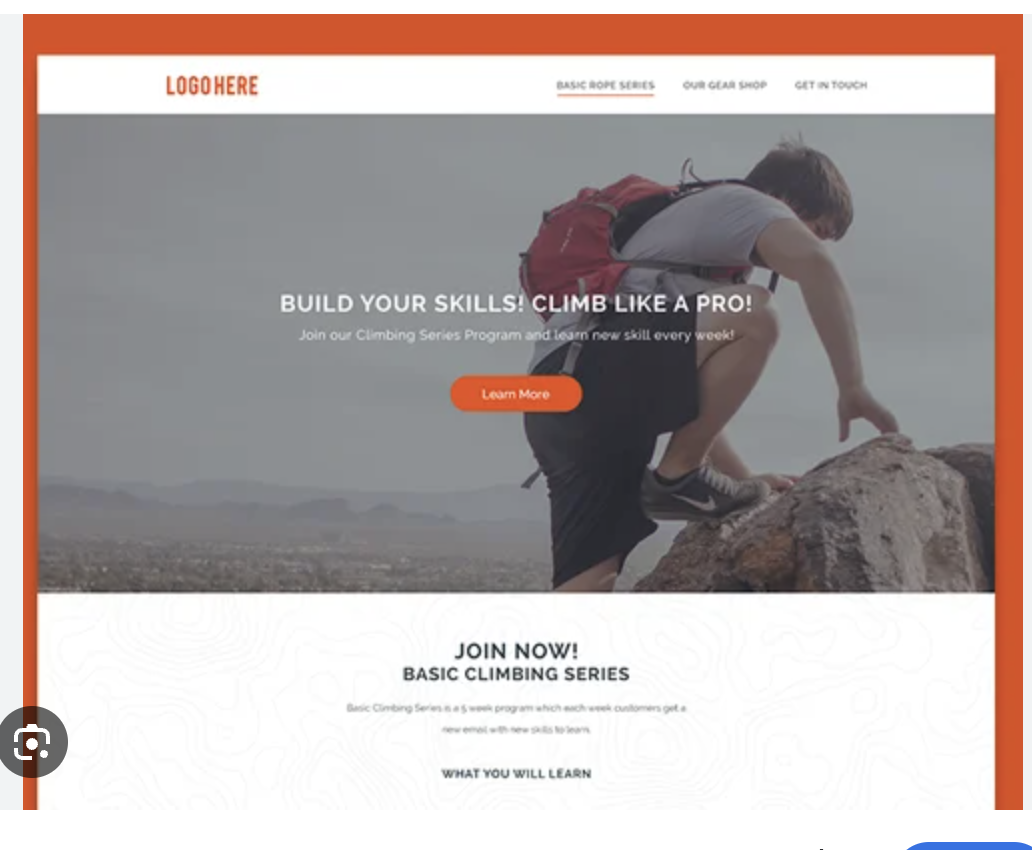 LOGO HERE
BASIC ROPE SERIES
OUR GEAR SHOP
GET IN TOUCH
BUILD YOUR SKILLS! CLIMB LIKE A PRO!
Join our Climbing Series Program and learn new skill every week!
Learn More
JOIN NOW!
BASIC CLIMBING SERIES
Basic Climbing Series is a 5 week program which each week customers get a
new email with new skills to learn.
WHAT YOU WILL LEARN